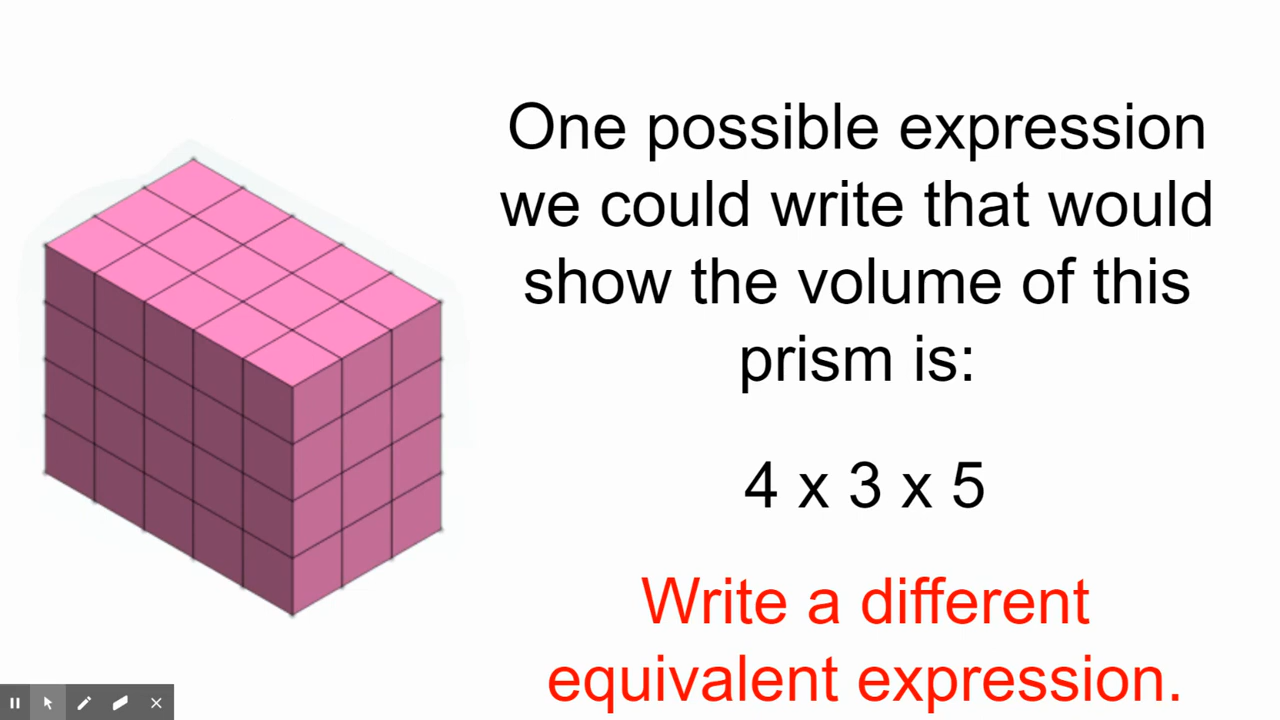 One possible expression
we could write that would
show the volume of this
prism is:
4 x 3 x 5
Write a different
equivalent expression.